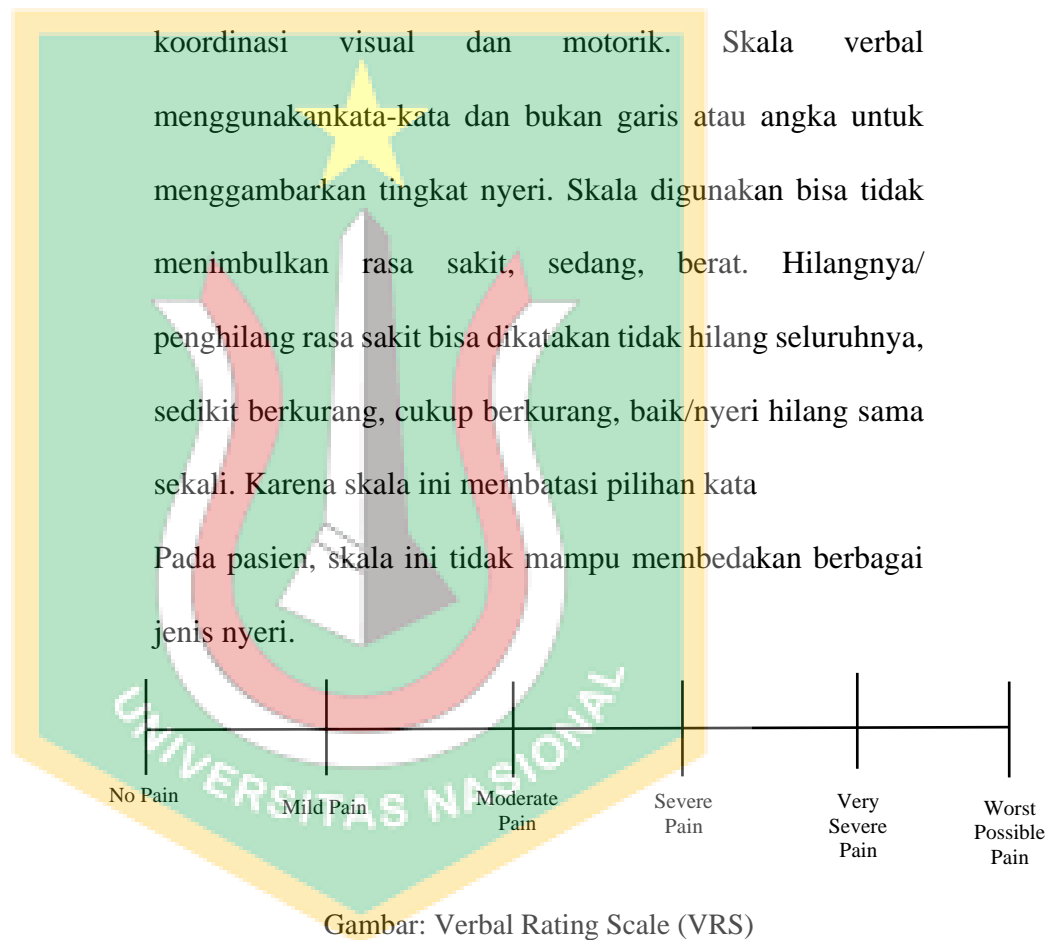 koordinasi visual dan motorik. Skala verbal
menggunakankata-kata dan bukan garis atau angka untuk
menggambarkan tingkat nyeri. Skala digunakan bisa tidak
menimbulkan rasa sakit, sedang, berat. Hilangnya/
penghilang rasa sakit bisa dikatakan tidak hilang seluruhnya,
sedikit berkurang, cukup berkurang, baik/nyeri hilang sama
sekali. Karena skala ini membatasi pilihan kata
Pada pasien, skala ini tidak mampu membedakan berbagai
jenis nyeri.
UNIVERSITAS NASIONAL
No Pain
Mild Pain
Moderate
Pain
Severe
Pain
Very
Severe
Pain
Worst
Possible
Pain
Gambar: Verbal Rating Scale (VRS)